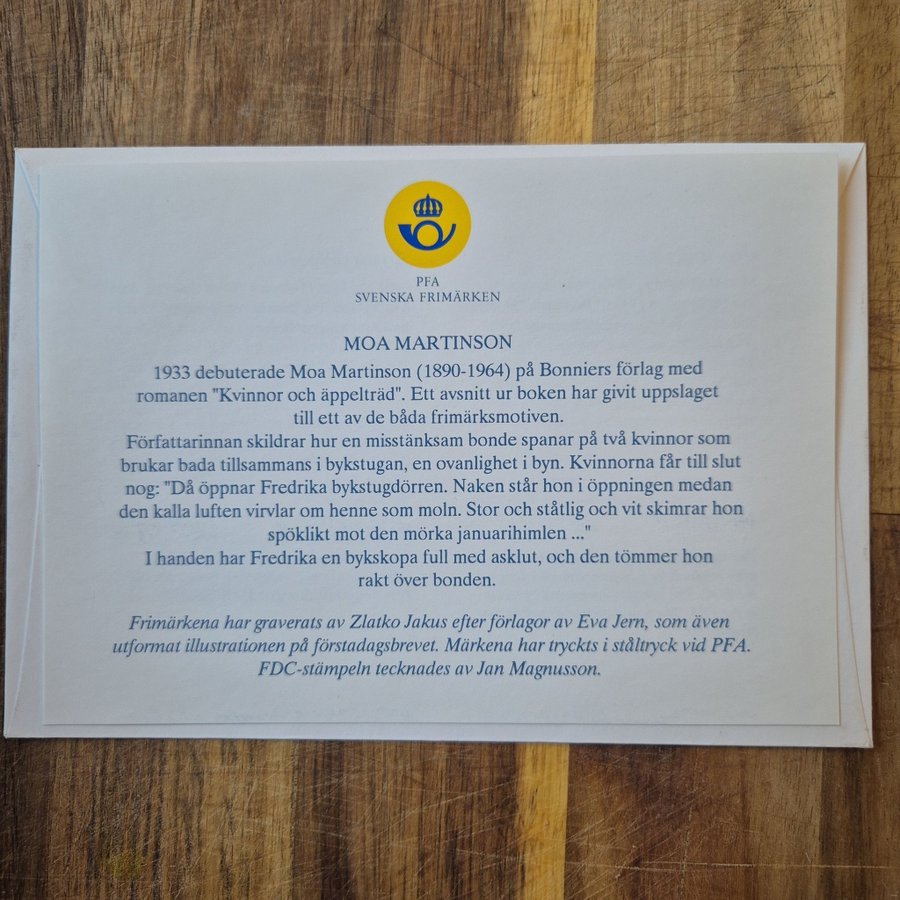 PFA
SVENSKA FRIMÄRKEN
MOA MARTINSON
1933 debuterade Moa Martinson (1890-1964) på Bonniers förlag med
romanen "Kvinnor och äppelträd". Ett avsnitt ur boken har givit uppslaget
till ett av de båda frimärksmotiven.
Författarinnan skildrar hur en misstänksam bonde spanar på två kvinnor som
brukar bada tillsammans i bykstugan, en ovanlighet i byn. Kvinnorna får till slut
nog: "Då öppnar Fredrika bykstugdörren. Naken står hon i öppningen medan
den kalla luften virvlar om henne som moln. Stor och ståtlig och vit skimrar hon
spöklikt mot den mörka januarihimlen ..."
I handen har Fredrika en bykskopa full med asklut, och den tömmer hon
rakt över bonden.
Frimärkena har graverats av Zlatko Jakus efter förlagor av Eva Jern, som även
utformat illustrationen på förstadagsbrevet. Märkena har tryckts i ståltryck vid PFA.
FDC-stämpeln tecknades av Jan Magnusson.